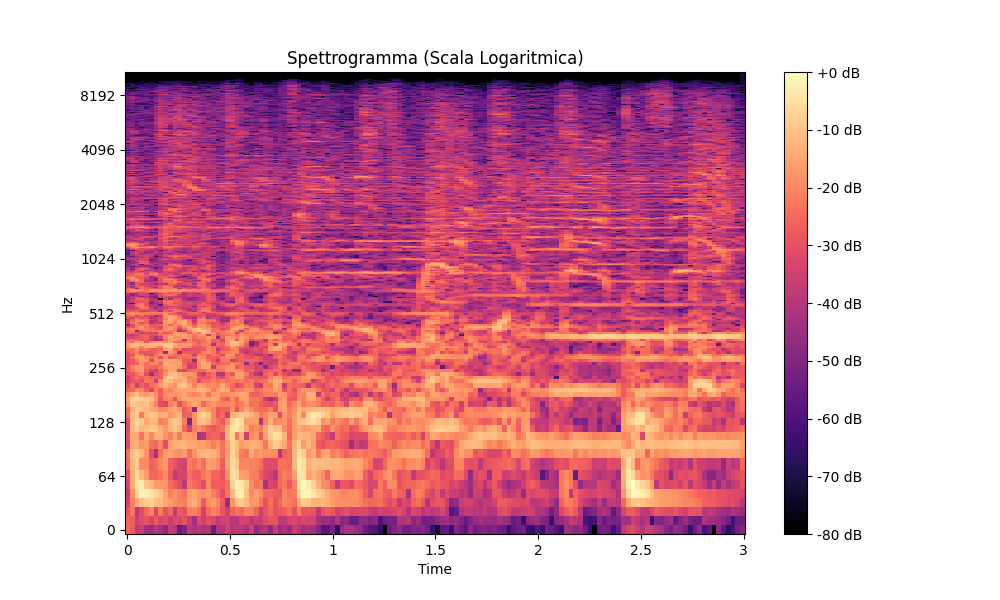 Spettrogramma (Scala Logaritmica)
Hz
8192
4096
2048
1024
512
256
128
64
0
0
0.5
1
1.5
2
2.5
3
Time
+0 dB
-10 dB
-20 dB
-30 dB
-40 dB
-50 dB
-60 dB
-70 dB
-80 dB